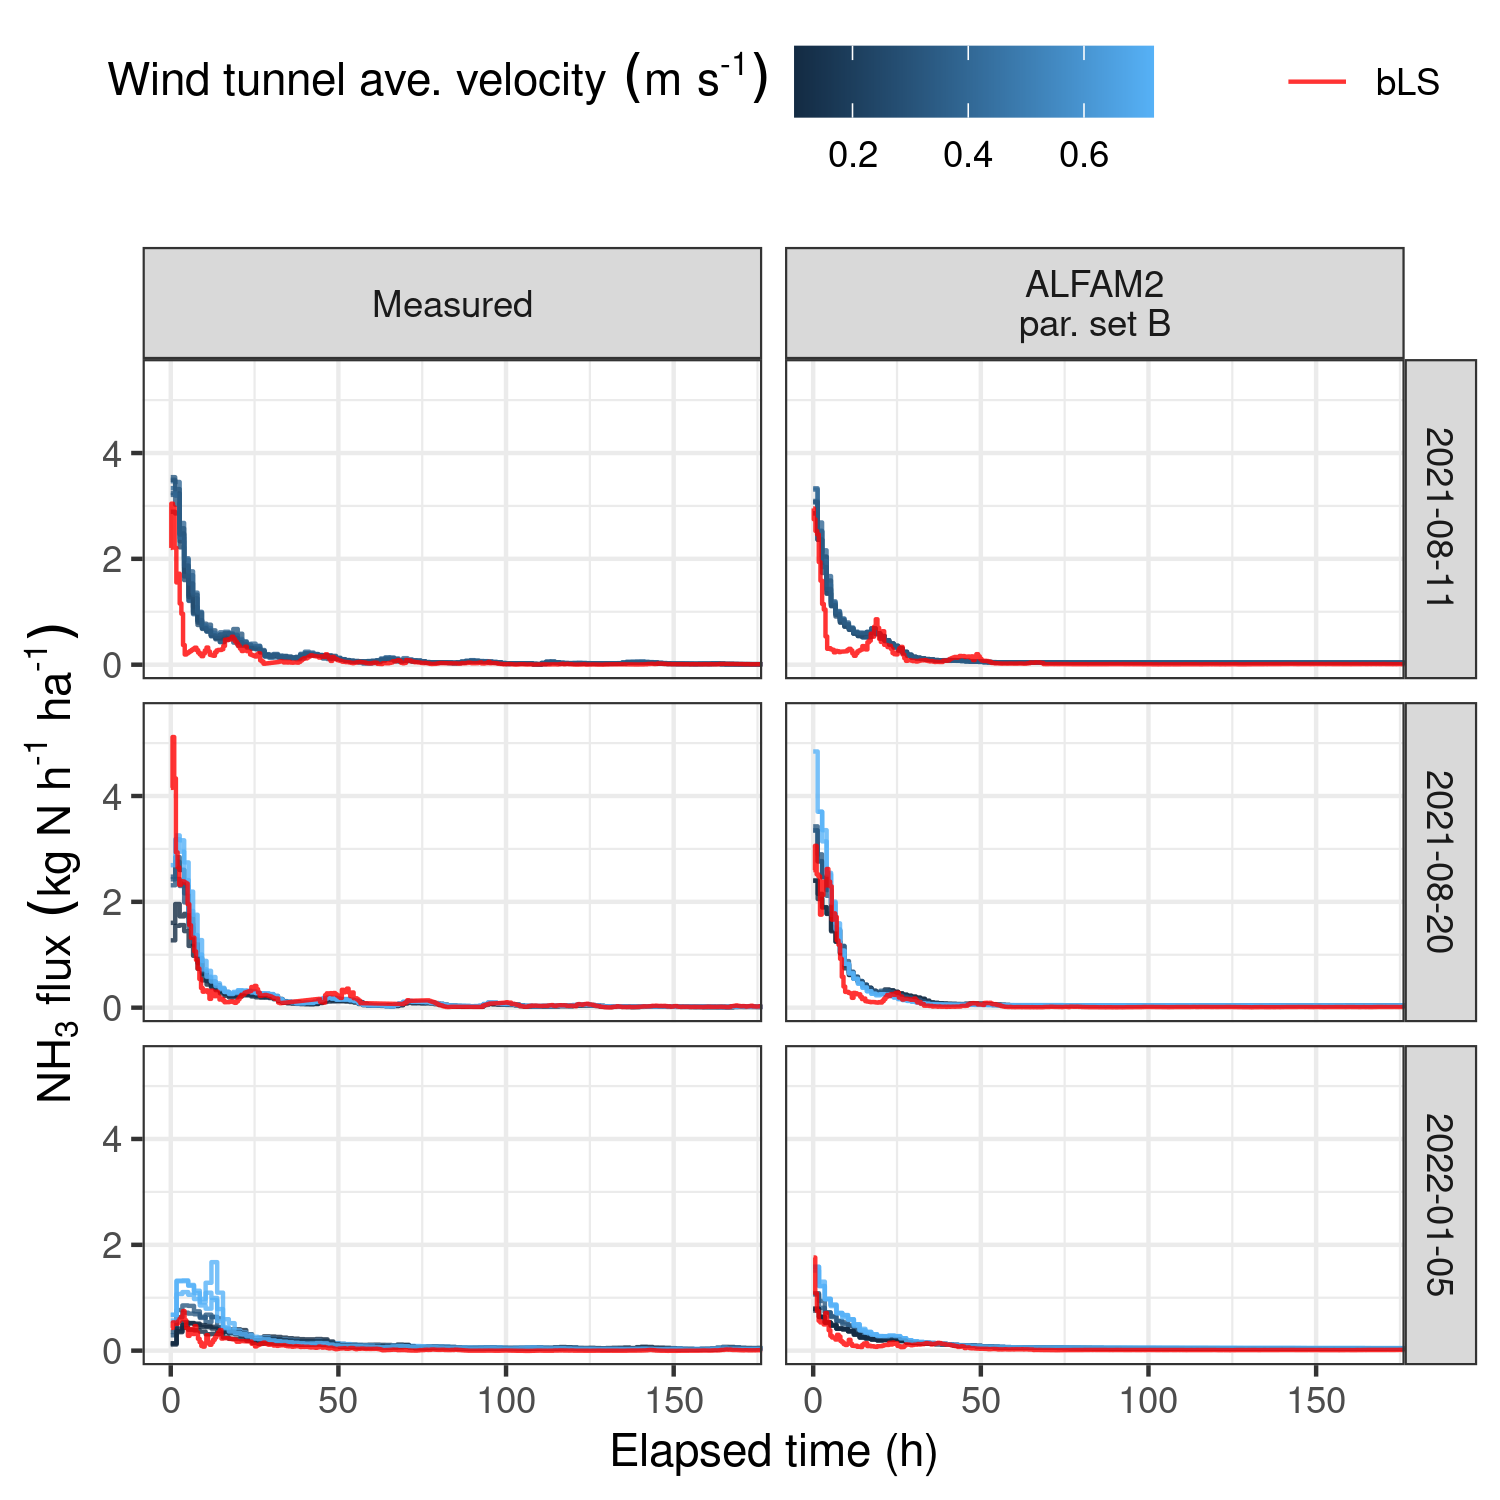 Wind tunnel ave. velocity (m s⁻¹)
0.2 0.4 0.6
bLS
Measured
ALFAM2
par. set B
NH₃ flux (kg N h⁻¹ ha⁻¹)
4
2
0
2021-08-11
4
2
0
2021-08-20
4
2
0
2022-01-05
0 50 100 150
0 50 100 150
Elapsed time (h)